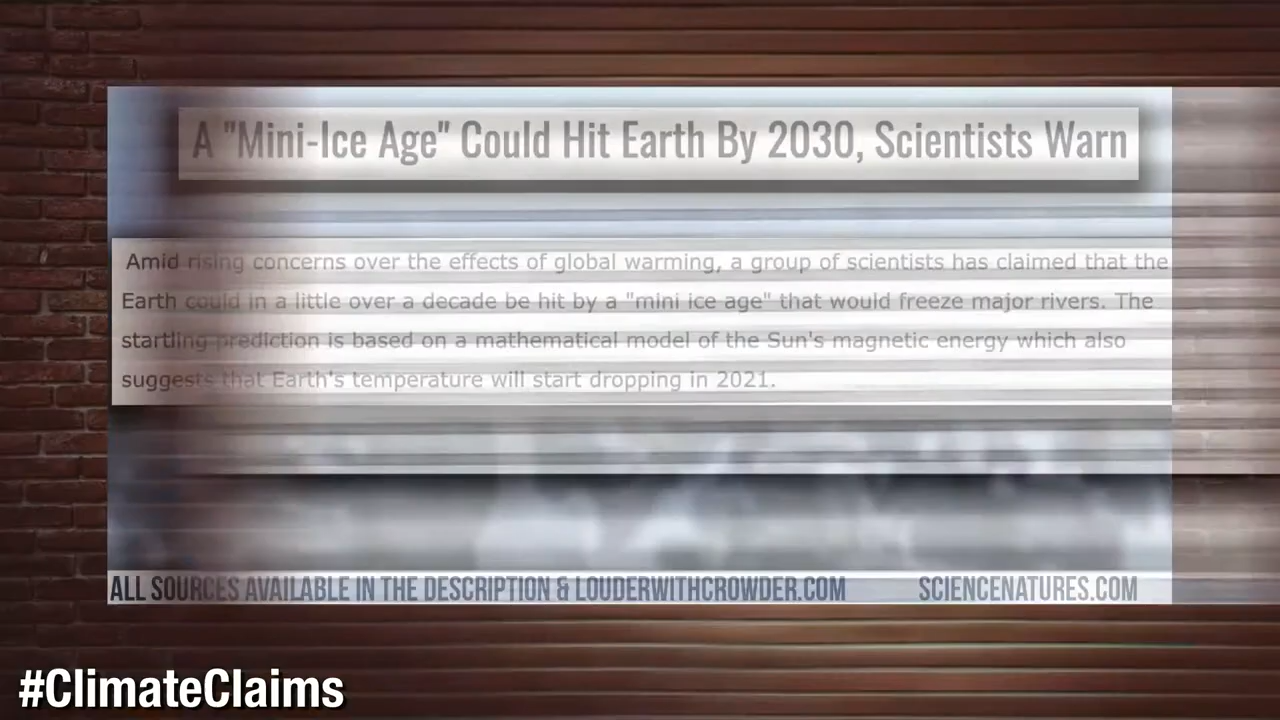 A "Mini-Ice Age" Could Hit Earth By 2030, Scientists Warn
Amid rising concerns over the effects of global warming, a group of scientists has claimed that the
Earth could in a little over a decade be hit by a "mini ice age" that would freeze major rivers. The
startling prediction is based on a mathematical model of the Sun's magnetic energy which also
suggests that Earth's temperature will start dropping in 2021.
ALL SOURCES AVAILABLE IN THE DESCRIPTION & LOUDERWITHCROWDER.COM
SCIENCENATURES.COM
#ClimateClaims